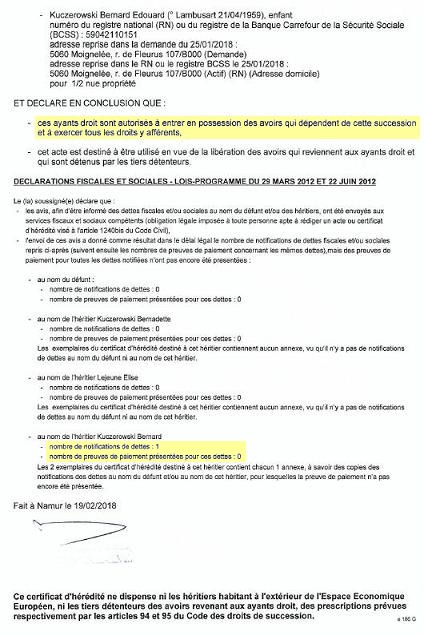 - Kuczerowski Bernard Edouard (° Lambusart 21/04/1959), enfant
numéro du registre national (RN) ou du registre de la Banque Carrefour de la Sécurité Sociale
(BCSS) : 59042110151
adresse reprise dans la demande du 25/01/2018 :
5060 Moignelée, r. de Fleurus 107/B000 (Demande)
adresse reprise dans le RN ou le registre BCSS le 25/01/2018 :
5060 Moignelée, r. de Fleurus 107/B000 (Actif) (RN) (Adresse domicile)
pour 1/2 nue propriété
ET DECLARE EN CONCLUSION QUE :
- ces ayants droit sont autorisés à entrer en possession des avoirs qui dépendent de cette succession
et à exercer tous les droits y afférents,
- cet acte est destiné à être utilisé en vue de la libération des avoirs qui reviennent aux ayants droit et
qui sont détenus par les tiers détenteurs.
DECLARATIONS FISCALES ET SOCIALES - LOIS-PROGRAMME DU 29 MARS 2012 ET 22 JUIN 2012
Le (la) soussigné(e) déclare que :
- les avis, afin d'être informé des dettes fiscales et/ou sociales au nom du défunt et/ou des héritiers, ont été envoyés aux
services fiscaux et sociaux compétents (obligation légale imposée à toute personne apte à rédiger un acte ou certificat
d'hérédité visé à l'article 1240bis du Code Civil),
- l'envoi de ces avis a donné comme résultat dans le délai légal le nombre de notifications de dettes fiscales et/ou sociales
repris ci-après (suivent ensuite les nombres de preuves de paiement concernant les mêmes dettes),mais des preuves de
paiement pour toutes les dettes notifiées n'ont pas encore été présentées :
- au nom du défunt :
- nombre de notifications de dettes : 0
- nombre de preuves de paiement présentées pour ces dettes : 0
- au nom de l'héritier Kuczerowski Bernadette
- nombre de notifications de dettes : 0
- nombre de preuves de paiement présentées pour ces dettes : 0
Les exemplaires du certificat d'hérédité destiné à cet héritier contiennent aucun annexe, vu qu'il n'y a pas de notifications
de dettes au nom du défunt ni au nom de cet héritier.
- au nom de l'héritier Lejeune Elise
- nombre de notifications de dettes : 0
- nombre de preuves de paiement présentées pour ces dettes : 0
Les exemplaires du certificat d'hérédité destiné à cet héritier contiennent aucun annexe, vu qu'il n'y a pas de notifications
de dettes au nom du défunt ni au nom de cet héritier.
- au nom de l'héritier Kuczerowski Bernard
- nombre de notifications de dettes : 1
- nombre de preuves de paiement présentées pour ces dettes : 0
Les 2 exemplaires du certificat d'hérédité destiné à cet héritier contient chacun 1 annexe, à savoir des copies des
notifications des dettes au nom du défunt et/ou au nom de cet héritier, pour lesquelles la preuve de paiement n'a pas
encore été présentée.
Fait à Namur le 19/02/2018
Ce certificat d'hérédité ne dispense ni les héritiers habitant à l'extérieur de l'Espace Economique
Européen, ni les tiers détenteurs des avoirs revenant aux ayants droit, des prescriptions prévues
respectivement par les articles 94 et 95 du Code des droits de succession.